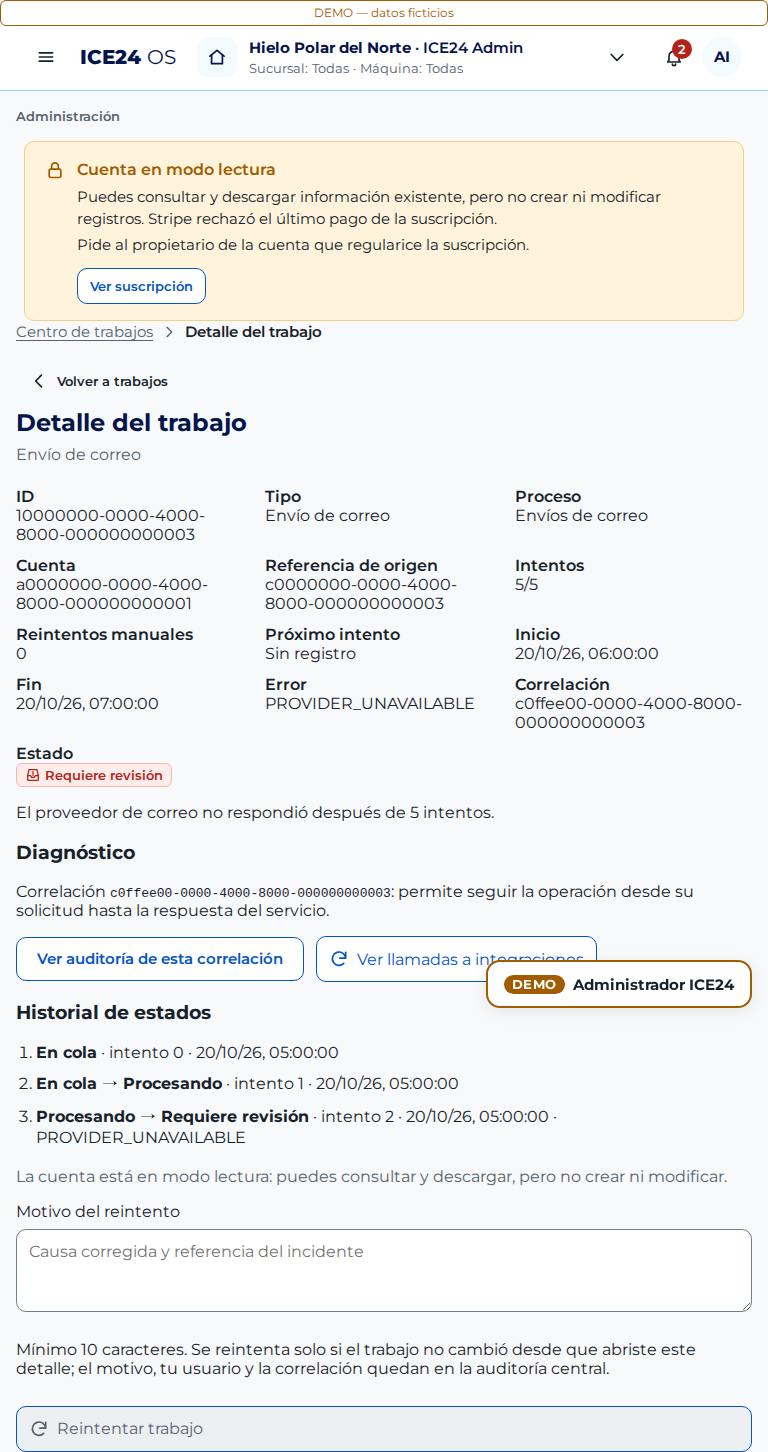 DEMO — datos ficticios
ICE24 OS
Hielo Polar del Norte · ICE24 Admin
Sucursal: Todas · Máquina: Todas
2
AI
Administración
Cuenta en modo lectura
Puedes consultar y descargar información existente, pero no crear ni modificar
registros. Stripe rechazó el último pago de la suscripción.
Pide al propietario de la cuenta que regularice la suscripción.
Ver suscripción
Centro de trabajos
Detalle del trabajo
Volver a trabajos
Detalle del trabajo
Envío de correo
ID
10000000-0000-4000-
8000-000000000003
Tipo
Envío de correo
Proceso
Envíos de correo
Cuenta
a0000000-0000-4000-
8000-000000000001
Referencia de origen
c0000000-0000-4000-
8000-000000000003
Intentos
5/5
Reintentos manuales
0
Próximo intento
Sin registro
Inicio
20/10/26, 06:00:00
Fin
20/10/26, 07:00:00
Error
PROVIDER_UNAVAILABLE
Correlación
c0ffee00-0000-4000-8000-
000000000003
Estado
Requiere revisión
El proveedor de correo no respondió después de 5 intentos.
Diagnóstico
Correlación c0ffee00-0000-4000-8000-000000000003: permite seguir la operación desde su
solicitud hasta la respuesta del servicio.
Ver auditoría de esta correlación
Ver llamadas a integraciones
DEMO Administrador ICE24
Historial de estados
1. En cola · intento 0 · 20/10/26, 05:00:00
2. En cola → Procesando · intento 1 · 20/10/26, 05:00:00
3. Procesando → Requiere revisión · intento 2 · 20/10/26, 05:00:00 ·
PROVIDER_UNAVAILABLE
La cuenta está en modo lectura: puedes consultar y descargar, pero no crear ni modificar.
Motivo del reintento
Causa corregida y referencia del incidente
Mínimo 10 caracteres. Se reintenta solo si el trabajo no cambió desde que abriste este
detalle; el motivo, tu usuario y la correlación quedan en la auditoría central.
Reintentar trabajo